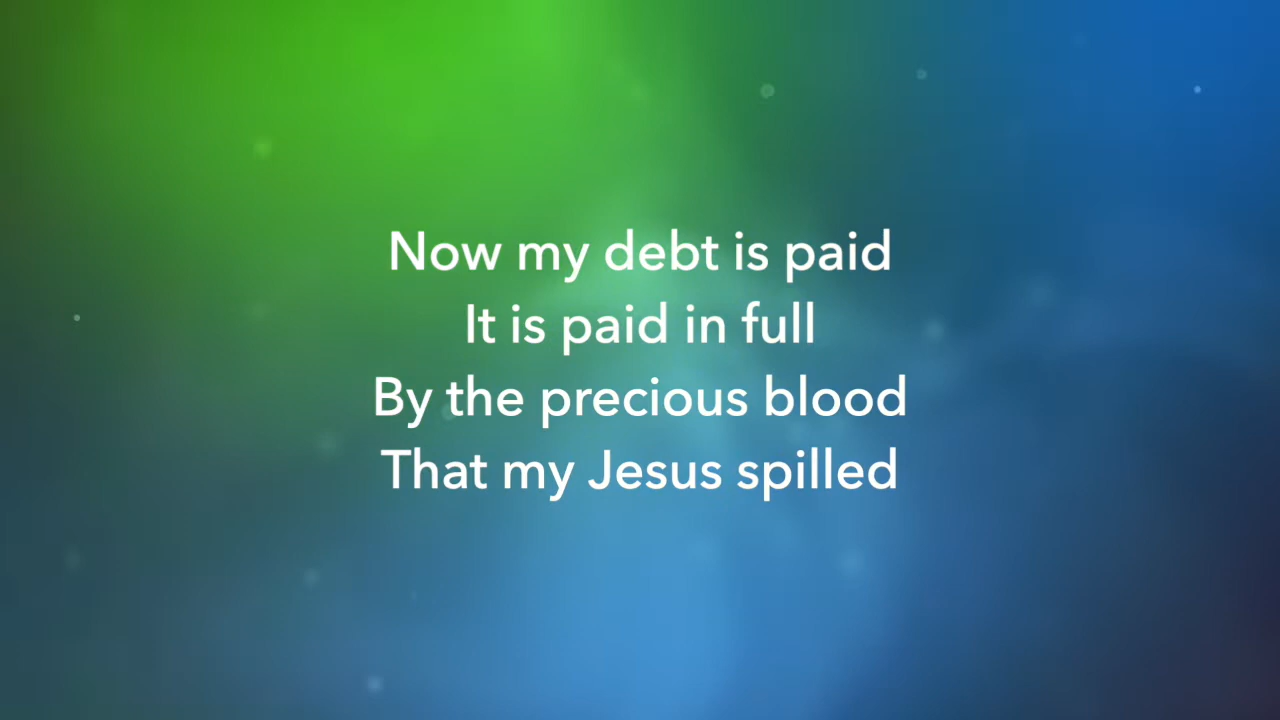 Now my debt is paid
It is paid in full
By the precious blood
That my Jesus spilled